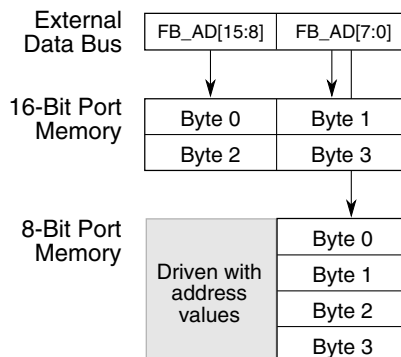 External
Data Bus
FB_AD[15:8]
FB_AD[7:0]
16-Bit Port
Memory
Byte 0
Byte 1
Byte 2
Byte 3
8-Bit Port
Memory
Driven with
address
values
Byte 0
Byte 1
Byte 2
Byte 3